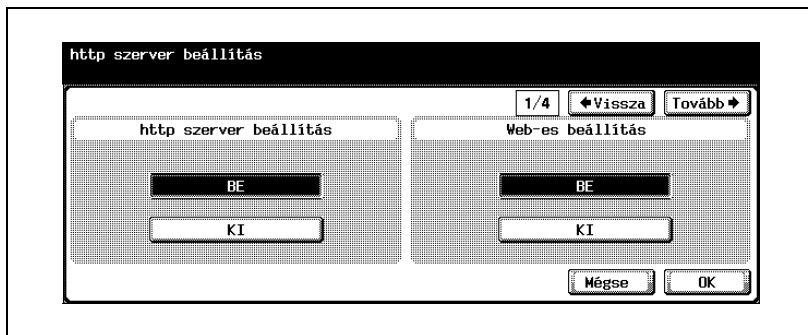 http szerver beállítás
1/4 ←Vissza Tovább→
http szerver beállítás Web-es beállítás
BE BE
KI KI
Mégse OK